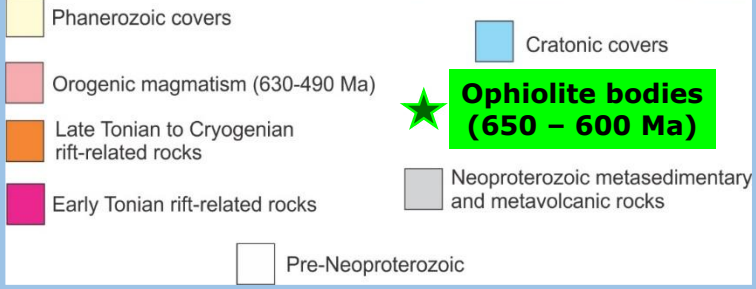 Phanerozoic covers
Cratonic covers
Orogenic magmatism (630-490 Ma)
Ophiolite bodies
(650 – 600 Ma)
Late Tonian to Cryogenian
rift-related rocks
Neoproterozoic metasedimentary
and metavolcanic rocks
Early Tonian rift-related rocks
Pre-Neoproterozoic